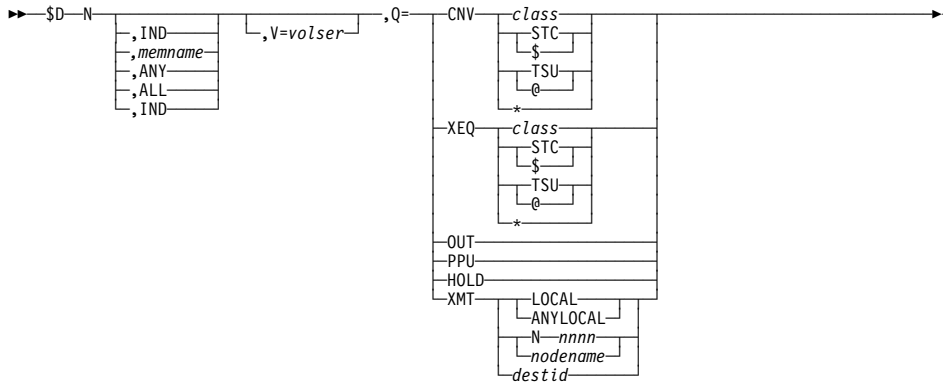 $D N ,Q= CNV class
,IND ,V=volser STC
,memname $
,ANY TSU
,ALL @
,IND *
XEQ class
STC
$
TSU
@
*
OUT
PPU
HOLD
XMT LOCAL
ANYLOCAL
N nnnn
nodename
destid